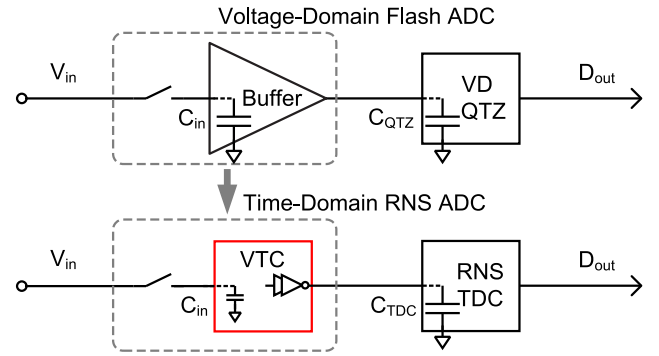 Voltage-Domain Flash ADC
V_in
C_in
Buffer
C_QTZ
VD
QTZ
D_out
Time-Domain RNS ADC
V_in
C_in
VTC
C_TDC
RNS
TDC
D_out